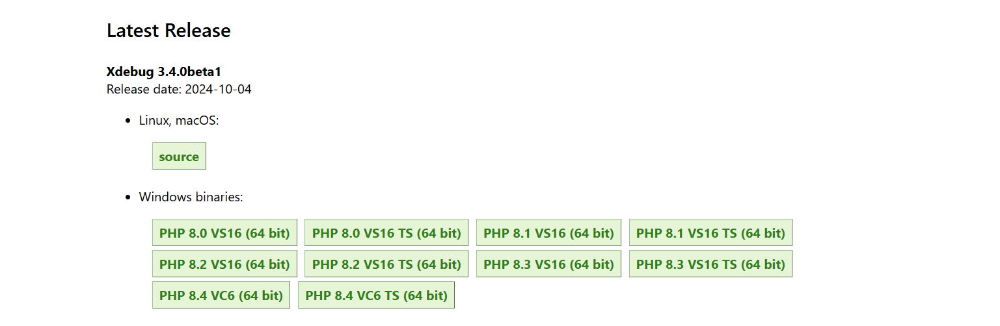 Latest Release
Xdebug 3.4.0beta1
Release date: 2024-10-04
• Linux, macOS:
source
• Windows binaries:
PHP 8.0 VS16 (64 bit) PHP 8.0 VS16 TS (64 bit) PHP 8.1 VS16 (64 bit) PHP 8.1 VS16 TS (64 bit)
PHP 8.2 VS16 (64 bit) PHP 8.2 VS16 TS (64 bit) PHP 8.3 VS16 (64 bit) PHP 8.3 VS16 TS (64 bit)
PHP 8.4 VC6 (64 bit) PHP 8.4 VC6 TS (64 bit)